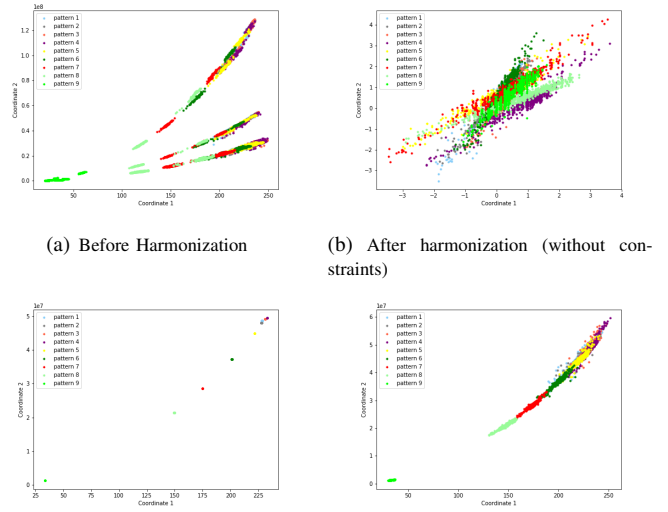 1e8
1.2
1.0
0.8
0.6
0.4
0.2
0.0
Coordinate 2
50
100
150
200
250
Coordinate 1
pattern 1
pattern 2
pattern 3
pattern 4
pattern 5
pattern 6
pattern 7
pattern 8
pattern 9
4
3
2
1
0
−1
−2
−3
Coordinate 2
−3
−2
−1
0
1
2
3
4
Coordinate 1
pattern 1
pattern 2
pattern 3
pattern 4
pattern 5
pattern 6
pattern 7
pattern 8
pattern 9
(a) Before Harmonization
(b) After harmonization (without con-
straints)
1e7
5
4
3
2
1
0
Coordinate 2
25
50
75
100
125
150
175
200
225
Coordinate 1
pattern 1
pattern 2
pattern 3
pattern 4
pattern 5
pattern 6
pattern 7
pattern 8
pattern 9
1e7
6
5
4
3
2
1
0
Coordinate 2
50
100
150
200
250
Coordinate 1
pattern 1
pattern 2
pattern 3
pattern 4
pattern 5
pattern 6
pattern 7
pattern 8
pattern 9